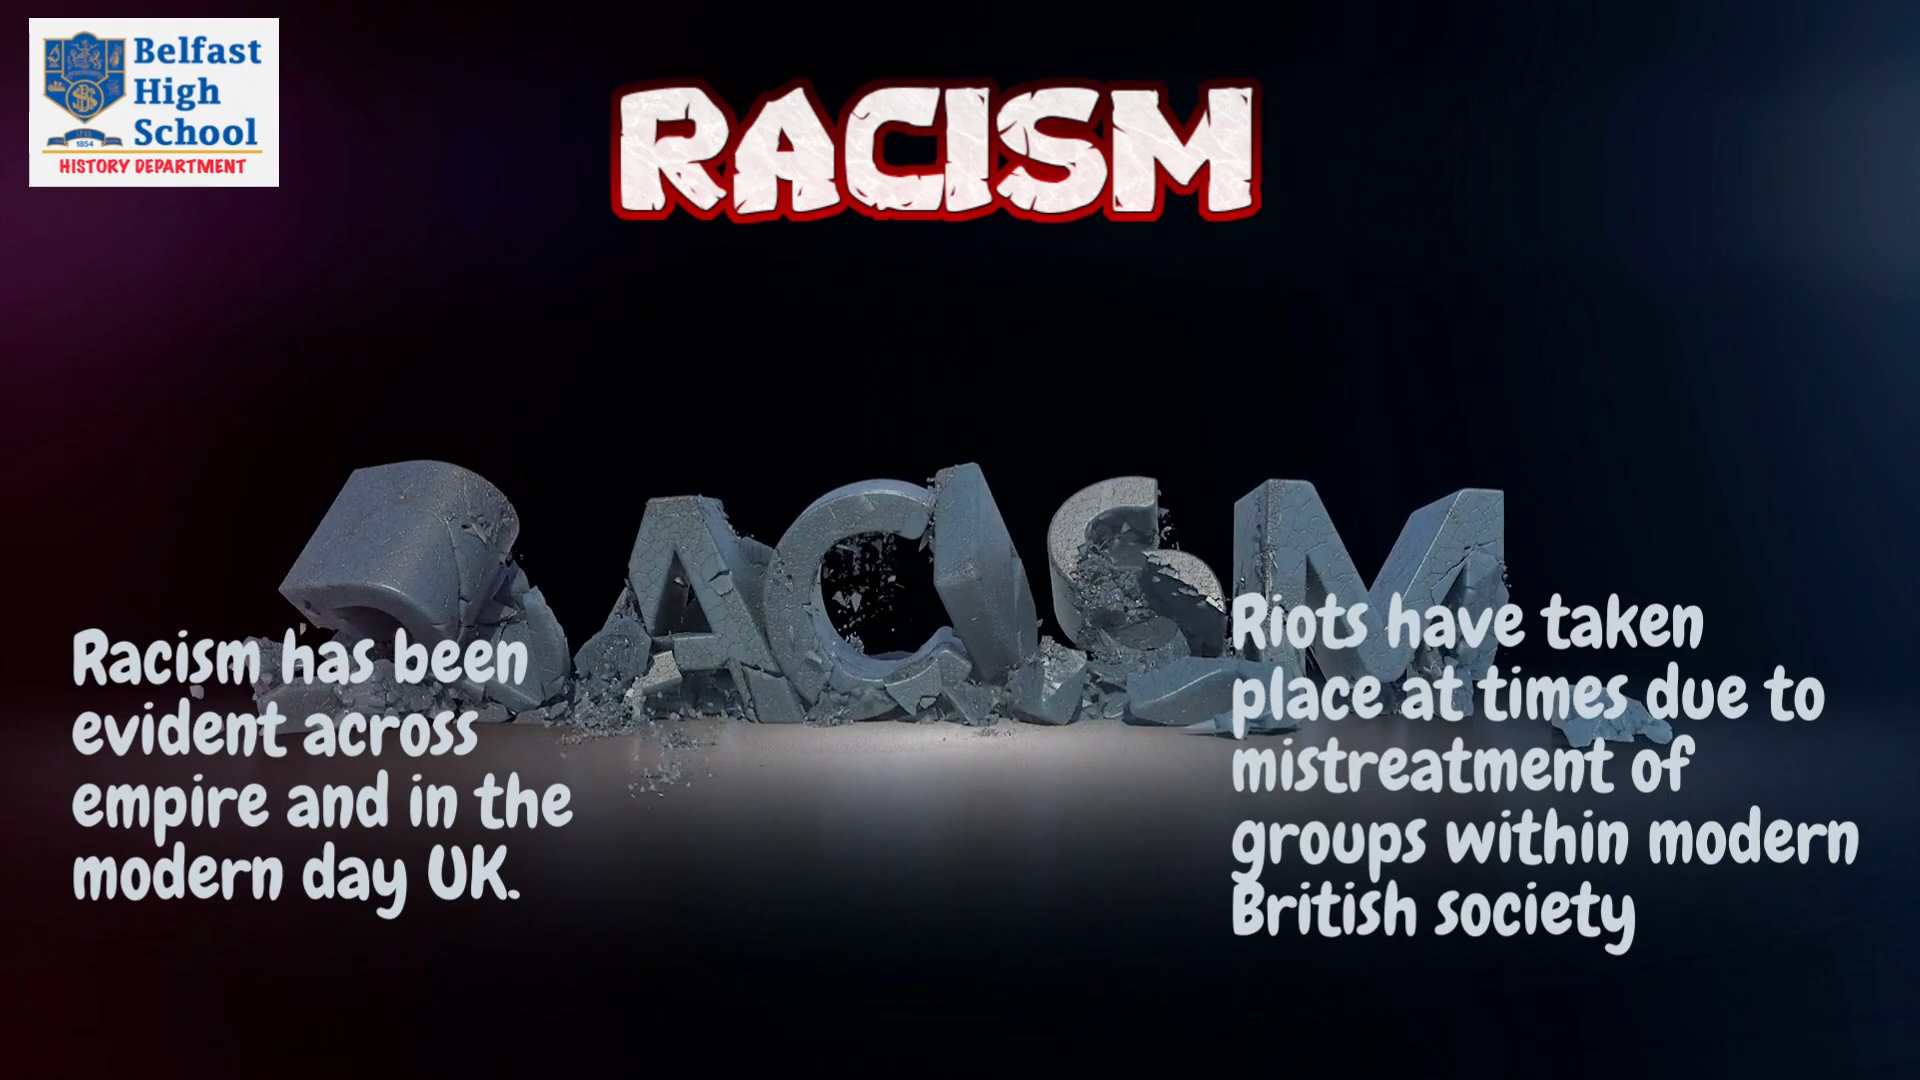 Belfast
High
School
1854
HISTORY DEPARTMENT
RACISM
RACISM
Racism has been
evident across
empire and in the
modern day UK.
Riots have taken
place at times due to
mistreatment of
groups within modern
British society